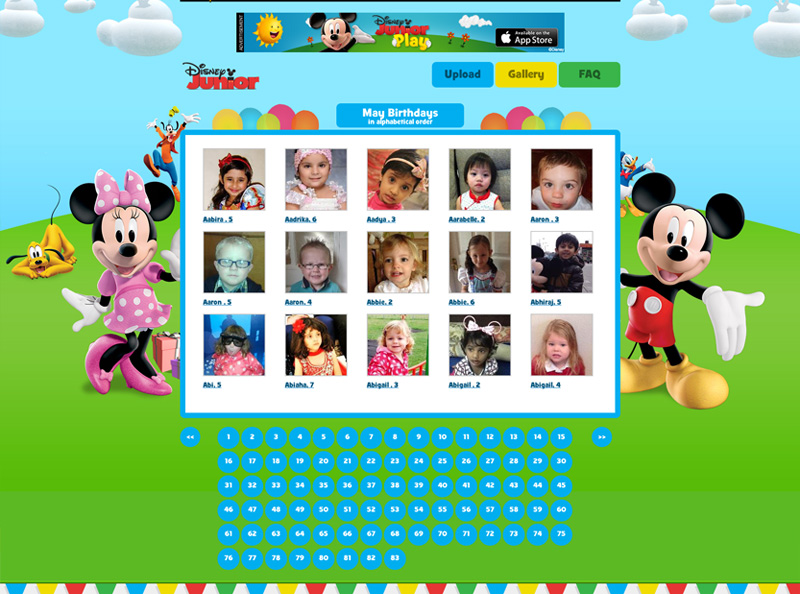 ADVERTISEMENT
Disney
Junior
Play
Available on the
App Store
©Disney
Disney
Junior
Upload
Gallery
FAQ
May Birthdays
in alphabetical order
Aabira , 5
Aadrika, 6
Aadya , 3
Aarabelle, 2
Aaron , 3
Aaron , 5
Aaron, 4
Abbie, 2
Abbie, 6
Abhiraj, 5
Abi, 5
Abiaha, 7
Abigail , 3
Abigail , 2
Abigail, 4
<< 1 2 3 4 5 6 7 8 9 10 11 12 13 14 15 >>
16 17 18 19 20 21 22 23 24 25 26 27 28 29 30
31 32 33 34 35 36 37 38 39 40 41 42 43 44 45
46 47 48 49 50 51 52 53 54 55 56 57 58 59 60
61 62 63 64 65 66 67 68 69 70 71 72 73 74 75
76 77 78 79 80 81 82 83